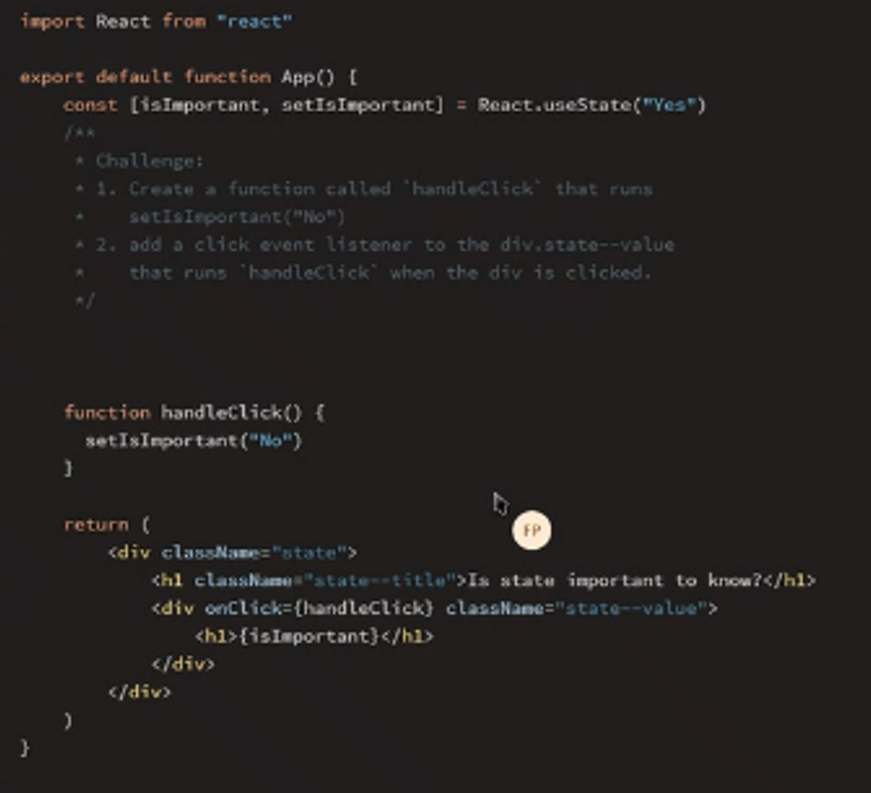 import React from "react"
export default function App() {
const [isImportant, setIsImportant] = React.useState("Yes")
/**
* Challenge:
* 1. Create a function called `handleClick` that runs
* setIsImportant("No")
* 2. add a click event listener to the div.state--value
* that runs `handleClick` when the div is clicked.
*/
function handleClick() {
setIsImportant("No")
}
return (
FP
<div className="state">
<h1 className="state--title">Is state important to know?</h1>
<div onClick={handleClick} className="state--value">
<h1>{isImportant}</h1>
</div>
</div>
)
}